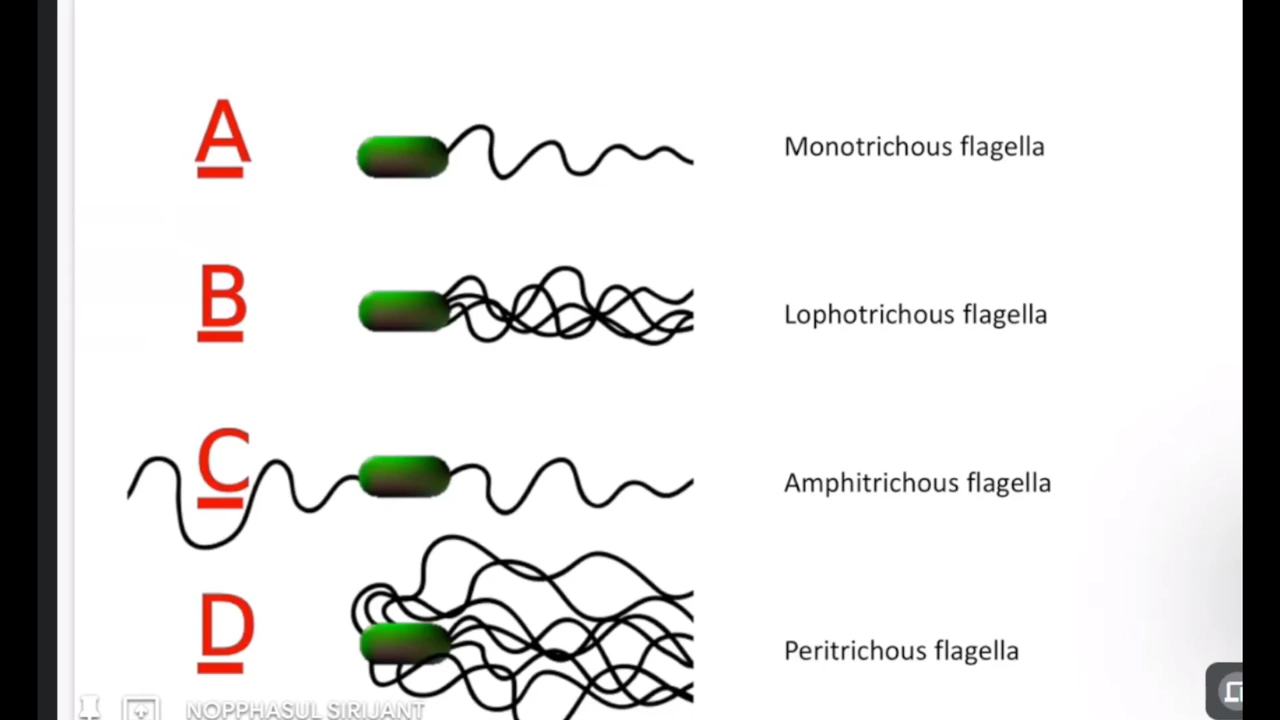 A
Monotrichous flagella
B
Lophotrichous flagella
C
Amphitrichous flagella
D
Peritrichous flagella
NOPPHASUL SIRIJANT